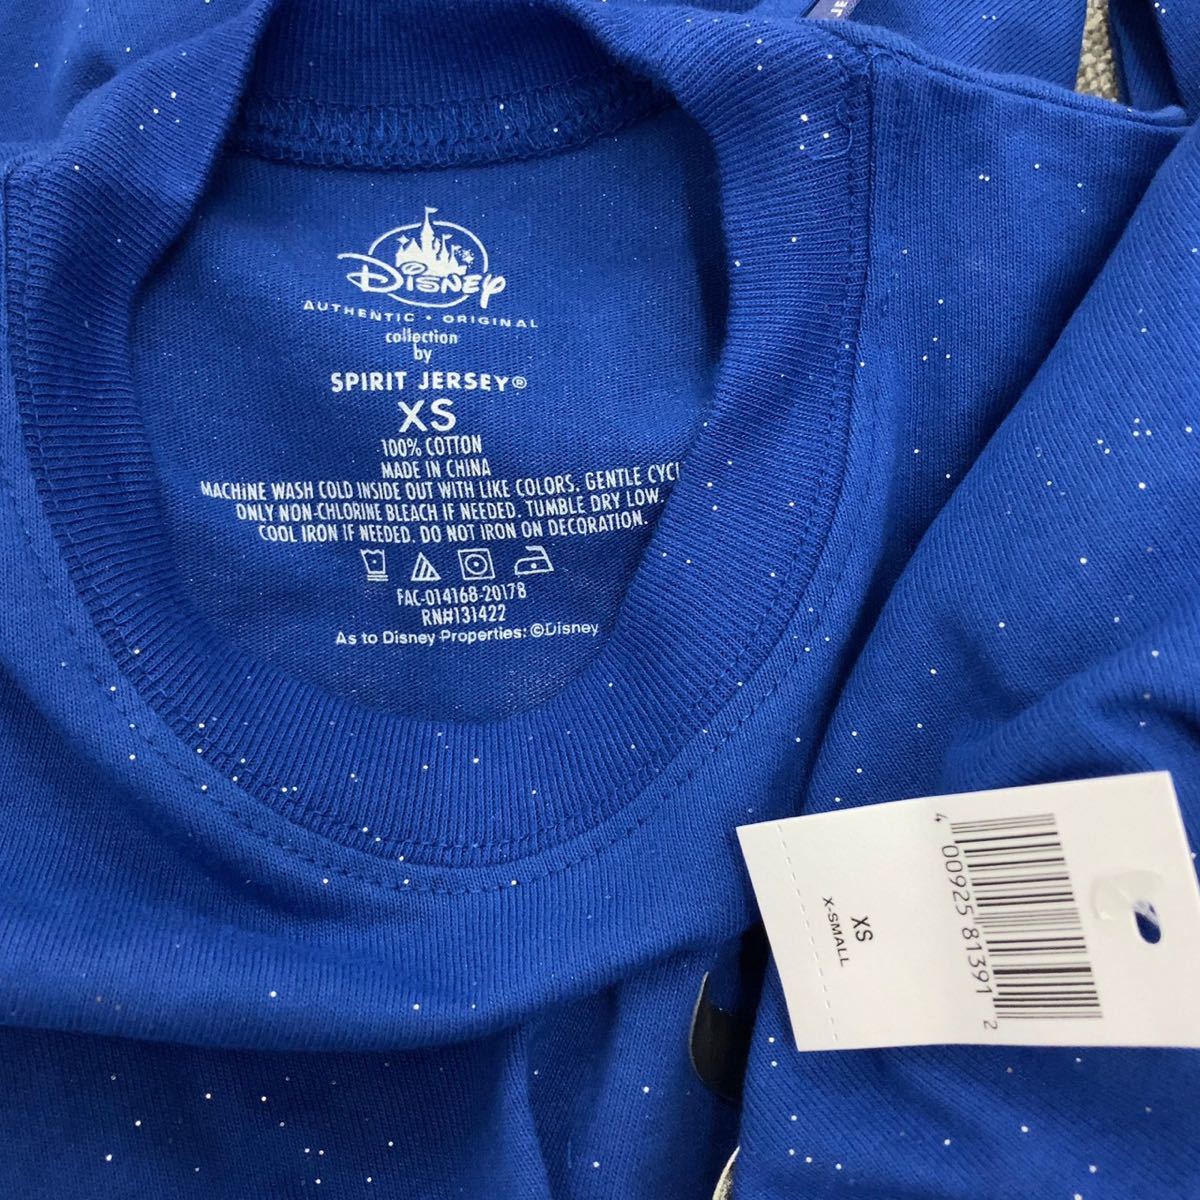 Disney
AUTHENTIC • ORIGINAL
collection
by
SPIRIT JERSEY®
XS
100% COTTON
MADE IN CHINA
MACHINE WASH COLD INSIDE OUT WITH LIKE COLORS. GENTLE CYCL
ONLY NON-CHLORINE BLEACH IF NEEDED. TUMBLE DRY LOW.
COOL IRON IF NEEDED. DO NOT IRON ON DECORATION.
FAC-014168-20178
RN#131422
As to Disney Properties: ©Disney
4 00925 81391 2
XS
X-SMALL